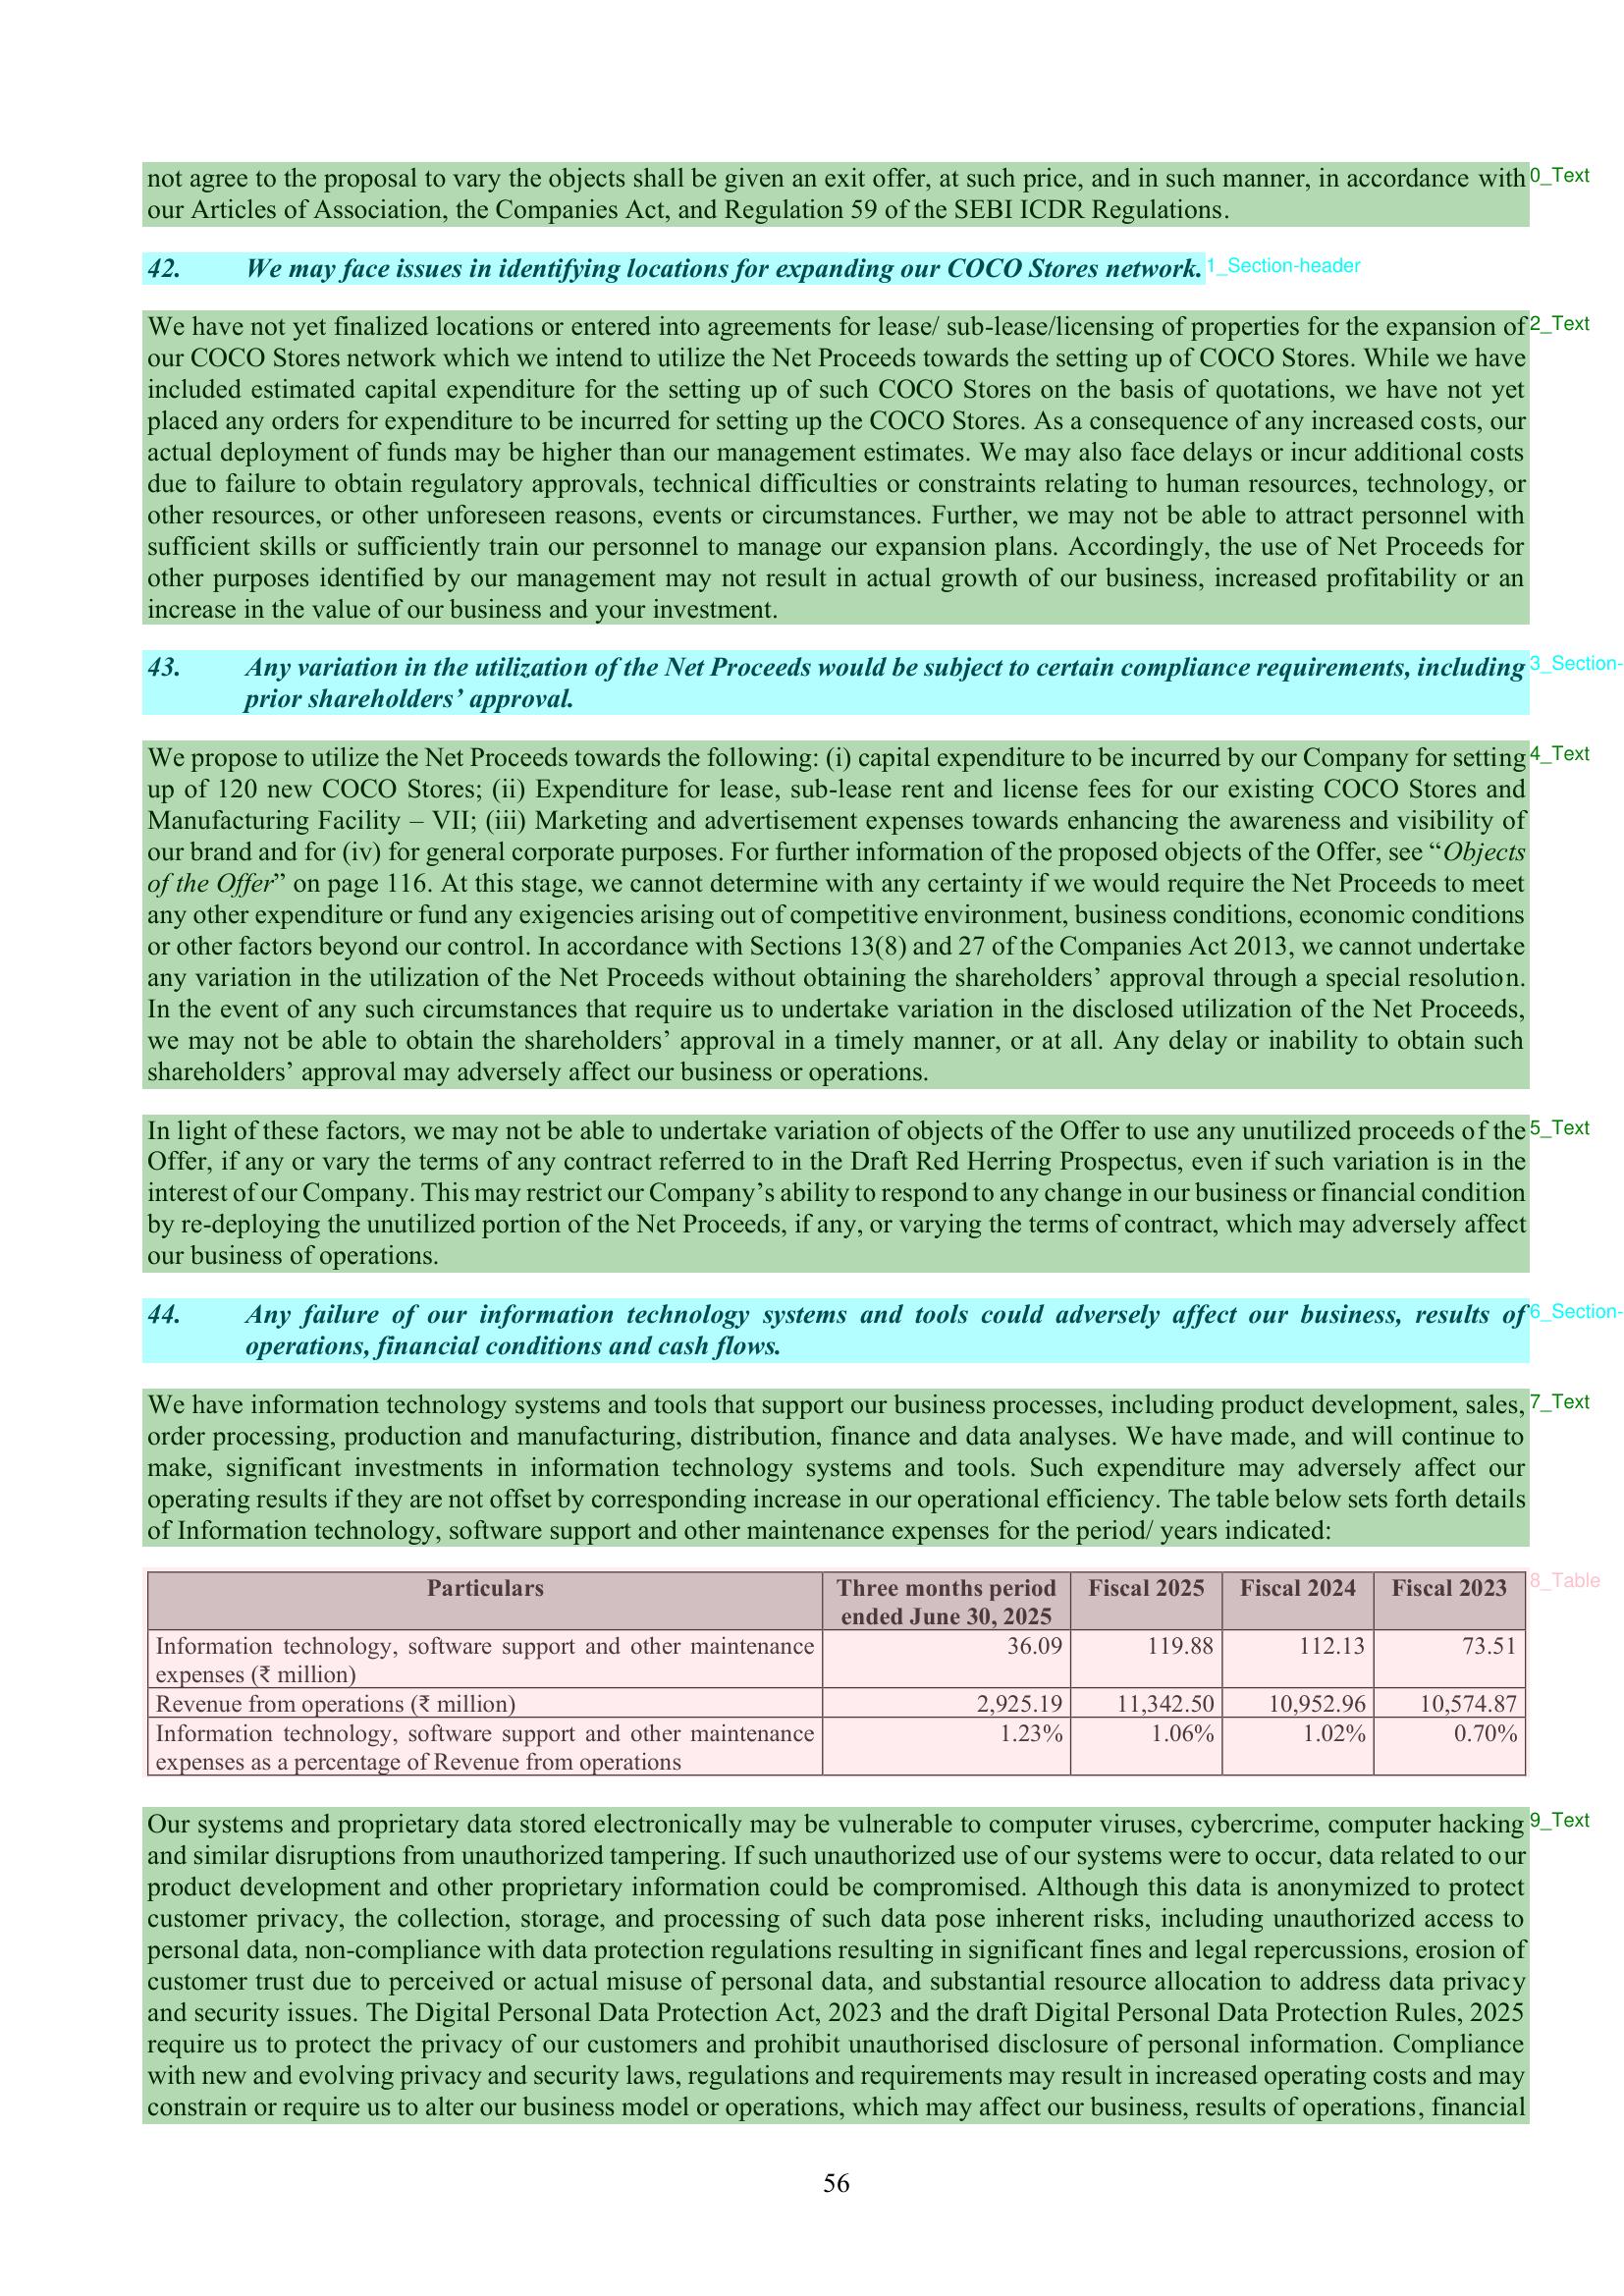 not agree to the proposal to vary the objects shall be given an exit offer, at such price, and in such manner, in accordance with 0_Text
our Articles of Association, the Companies Act, and Regulation 59 of the SEBI ICDR Regulations.
42. We may face issues in identifying locations for expanding our COCO Stores network. 1_Section-header
We have not yet finalized locations or entered into agreements for lease/ sub-lease/licensing of properties for the expansion of 2_Text
our COCO Stores network which we intend to utilize the Net Proceeds towards the setting up of COCO Stores. While we have
included estimated capital expenditure for the setting up of such COCO Stores on the basis of quotations, we have not yet
placed any orders for expenditure to be incurred for setting up the COCO Stores. As a consequence of any increased costs, our
actual deployment of funds may be higher than our management estimates. We may also face delays or incur additional costs
due to failure to obtain regulatory approvals, technical difficulties or constraints relating to human resources, technology, or
other resources, or other unforeseen reasons, events or circumstances. Further, we may not be able to attract personnel with
sufficient skills or sufficiently train our personnel to manage our expansion plans. Accordingly, the use of Net Proceeds for
other purposes identified by our management may not result in actual growth of our business, increased profitability or an
increase in the value of our business and your investment.
43. Any variation in the utilization of the Net Proceeds would be subject to certain compliance requirements, including 3_Section-
prior shareholders’ approval.
We propose to utilize the Net Proceeds towards the following: (i) capital expenditure to be incurred by our Company for setting 4_Text
up of 120 new COCO Stores; (ii) Expenditure for lease, sub-lease rent and license fees for our existing COCO Stores and
Manufacturing Facility – VII; (iii) Marketing and advertisement expenses towards enhancing the awareness and visibility of
our brand and for (iv) for general corporate purposes. For further information of the proposed objects of the Offer, see “Objects
of the Offer” on page 116. At this stage, we cannot determine with any certainty if we would require the Net Proceeds to meet
any other expenditure or fund any exigencies arising out of competitive environment, business conditions, economic conditions
or other factors beyond our control. In accordance with Sections 13(8) and 27 of the Companies Act 2013, we cannot undertake
any variation in the utilization of the Net Proceeds without obtaining the shareholders’ approval through a special resolution.
In the event of any such circumstances that require us to undertake variation in the disclosed utilization of the Net Proceeds,
we may not be able to obtain the shareholders’ approval in a timely manner, or at all. Any delay or inability to obtain such
shareholders’ approval may adversely affect our business or operations.
In light of these factors, we may not be able to undertake variation of objects of the Offer to use any unutilized proceeds of the 5_Text
Offer, if any or vary the terms of any contract referred to in the Draft Red Herring Prospectus, even if such variation is in the
interest of our Company. This may restrict our Company’s ability to respond to any change in our business or financial condition
by re-deploying the unutilized portion of the Net Proceeds, if any, or varying the terms of contract, which may adversely affect
our business of operations.
44. Any failure of our information technology systems and tools could adversely affect our business, results of 6_Section-
operations, financial conditions and cash flows.
We have information technology systems and tools that support our business processes, including product development, sales, 7_Text
order processing, production and manufacturing, distribution, finance and data analyses. We have made, and will continue to
make, significant investments in information technology systems and tools. Such expenditure may adversely affect our
operating results if they are not offset by corresponding increase in our operational efficiency. The table below sets forth details
of Information technology, software support and other maintenance expenses for the period/ years indicated:
Particulars Three months period Fiscal 2025 Fiscal 2024 Fiscal 2023 8_Table
ended June 30, 2025
Information technology, software support and other maintenance 36.09 119.88 112.13 73.51
expenses (₹ million)
Revenue from operations (₹ million) 2,925.19 11,342.50 10,952.96 10,574.87
Information technology, software support and other maintenance 1.23% 1.06% 1.02% 0.70%
expenses as a percentage of Revenue from operations
Our systems and proprietary data stored electronically may be vulnerable to computer viruses, cybercrime, computer hacking 9_Text
and similar disruptions from unauthorized tampering. If such unauthorized use of our systems were to occur, data related to our
product development and other proprietary information could be compromised. Although this data is anonymized to protect
customer privacy, the collection, storage, and processing of such data pose inherent risks, including unauthorized access to
personal data, non-compliance with data protection regulations resulting in significant fines and legal repercussions, erosion of
customer trust due to perceived or actual misuse of personal data, and substantial resource allocation to address data privacy
and security issues. The Digital Personal Data Protection Act, 2023 and the draft Digital Personal Data Protection Rules, 2025
require us to protect the privacy of our customers and prohibit unauthorised disclosure of personal information. Compliance
with new and evolving privacy and security laws, regulations and requirements may result in increased operating costs and may
constrain or require us to alter our business model or operations, which may affect our business, results of operations, financial
56